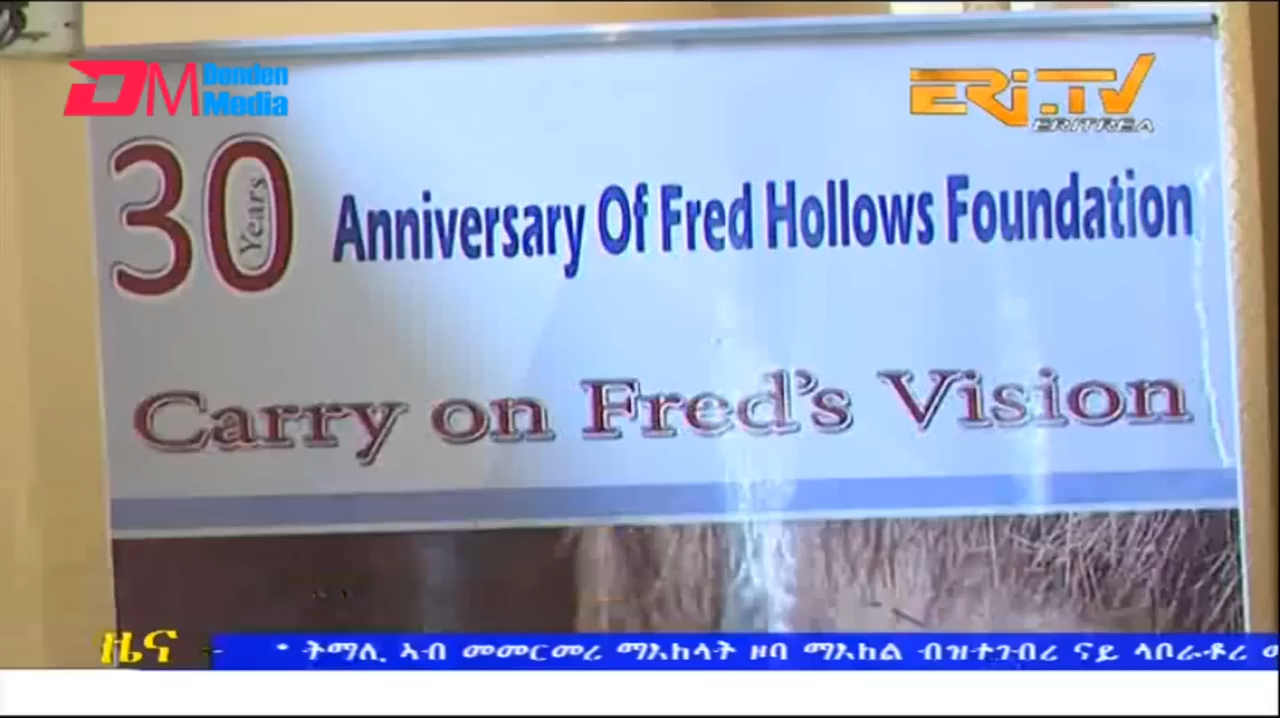 DM Denden Media
ERi.TV
ERITREA
30 Years
Anniversary Of Fred Hollows Foundation
Carry on Fred's Vision
ዜና
* ትማሊ ኣብ መመርመሪ ማእከላት ዞባ ማእከል ብዝተገብረ ናይ ላቦራቶሪ